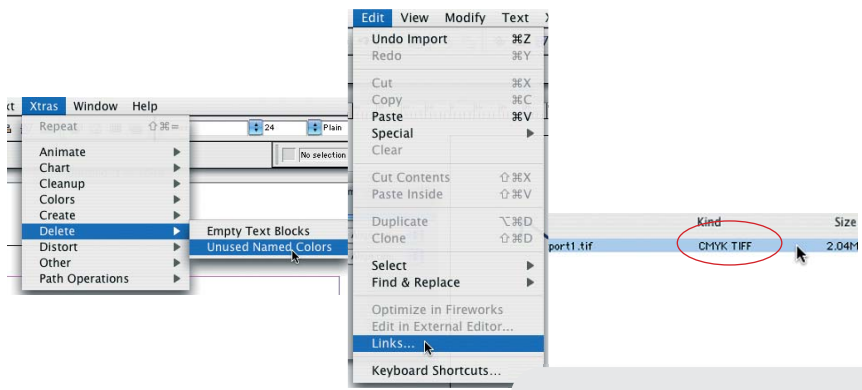 Xtras Window Help
Repeat ⇧⌘=
24 Plain
No selection
Animate
Chart
Cleanup
Colors
Create
Delete
Distort
Other
Path Operations
Empty Text Blocks
Unused Named Colors
Edit View Modify Text
Undo Import ⌘Z
Redo ⌘Y
Cut ⌘X
Copy ⌘C
Paste ⌘V
Special
Clear
Cut Contents ⇧⌘X
Paste Inside ⇧⌘V
Duplicate ⌥⌘D
Clone ⇧⌘D
Select
Find & Replace
Optimize in Fireworks
Edit in External Editor...
Links...
Keyboard Shortcuts...
Kind Size
port1.tif CMYK TIFF 2.04M